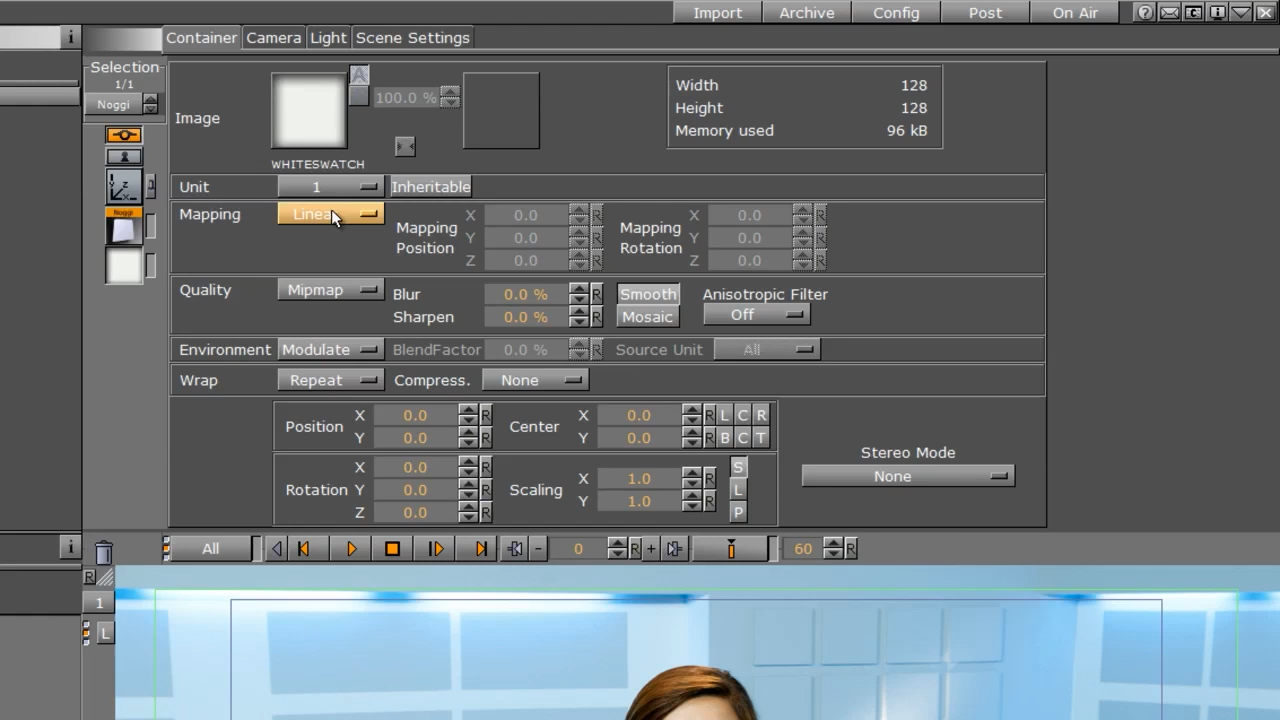 Import Archive Config Post On Air ?
i Container Camera Light Scene Settings
Selection
1/1
Noggi
Noggi
Image
A
100.0 %
WHITESWATCH
Width 128
Height 128
Memory used 96 kB
Unit 1 Inheritable
Mapping Linea
Mapping Position
X 0.0 R
Y 0.0 R
Z 0.0 R
Mapping Rotation
X 0.0 R
Y 0.0 R
Z 0.0 R
Quality Mipmap
Blur 0.0 % R
Sharpen 0.0 % R
Smooth
Mosaic
Anisotropic Filter
Off
Environment Modulate BlendFactor 0.0 % R Source Unit All
Wrap Repeat Compress. None
Position
X 0.0 R
Y 0.0 R
Center
X 0.0 R L C R
Y 0.0 B C T
Rotation
X 0.0 R
Y 0.0 R
Z 0.0 R
Scaling
X 1.0 R
Y 1.0 R
S
L
P
Stereo Mode
None
i All - 0 R + 60 R
R
1
L